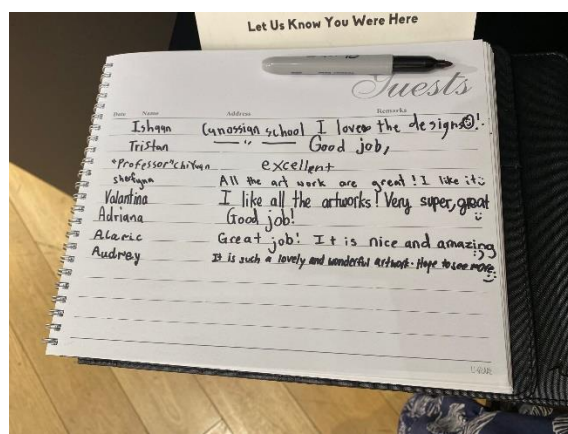 Let Us Know You Were Here
Guests
Date Name Address Remarks
Ishaan Canossian school I love the designs!
Tristan — " — Good job,
"Professor" chiYuan excellent
All the art work are great! I like it
Valantina I like all the artworks! Very super, great
Adriana Good job!
Alaric Great job! It is nice and amazing
Audrey It is such a lovely and wonderful artwork. Hope to see more